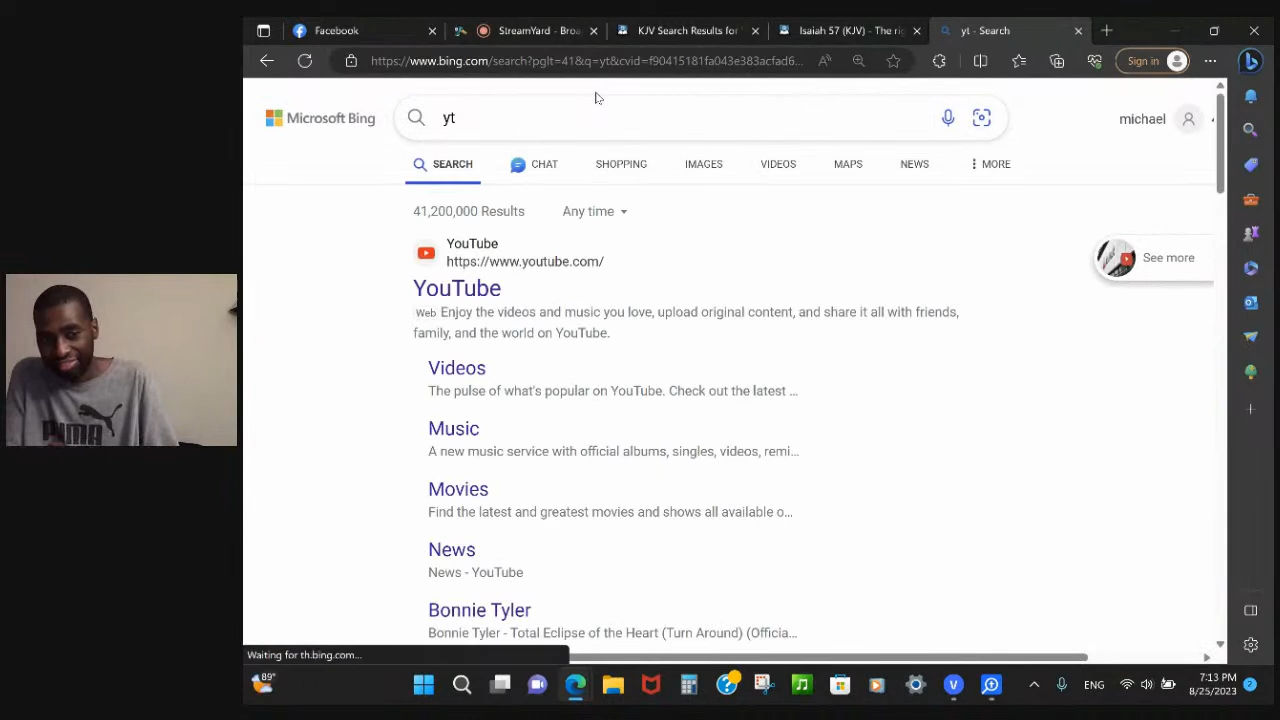 Facebook
StreamYard - Broa
KJV Search Results for
Isaiah 57 (KJV) — The rig
yt - Search
https://www.bing.com/search?pglt=41&q=yt&cvid=f90415181fa043e383acfad6...
Sign in
Microsoft Bing
yt
michael
SEARCH
CHAT
SHOPPING
IMAGES
VIDEOS
MAPS
NEWS
MORE
41,200,000 Results
Any time
YouTube
https://www.youtube.com/
See more
YouTube
Web Enjoy the videos and music you love, upload original content, and share it all with friends,
family, and the world on YouTube.
Videos
The pulse of what's popular on YouTube. Check out the latest ...
Music
A new music service with official albums, singles, videos, remi...
Movies
Find the latest and greatest movies and shows all available o...
News
News - YouTube
Bonnie Tyler
Bonnie Tyler - Total Eclipse of the Heart (Turn Around) (Officia...
PUMA
Waiting for th.bing.com...
89°
ENG
7:13 PM
8/25/2023
2